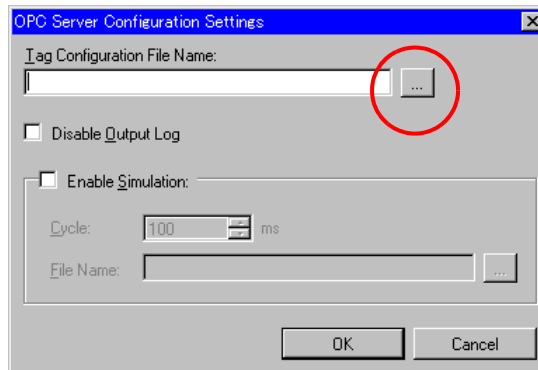 OPC Server Configuration Settings
Tag Configuration File Name:
...
Disable Output Log
Enable Simulation:
Cycle: 100 ms
File Name: ...
OK Cancel